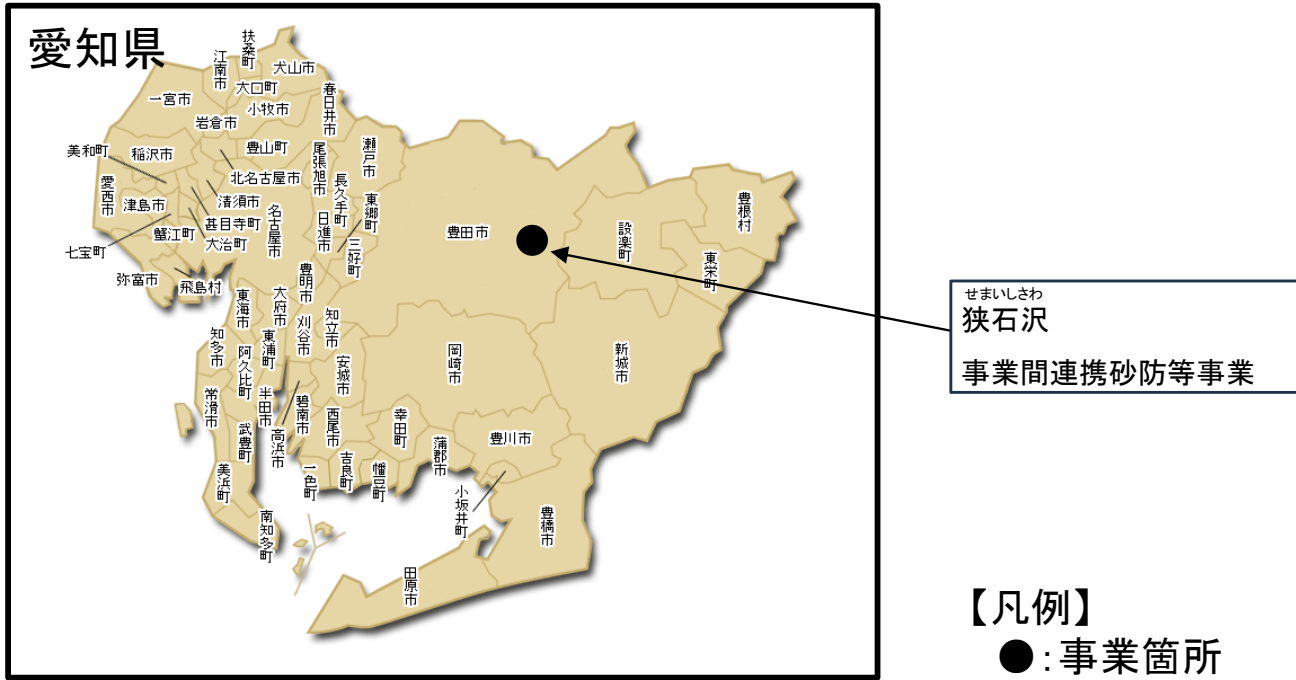 愛知県
扶桑町
江南市
犬山市
大口町
一宮市
小牧市
春日井市
岩倉市
豊山町
瀬戸市
美和町
稲沢市
尾張旭市
北名古屋市
長久手町
愛西市
津島市
清須市
東郷町
豊根村
甚目寺町
名古屋市
日進市
設楽町
蟹江町
大治町
豊田市
三好町
七宝町
東栄町
弥富市
飛島村
豊明市
東海市
大府市
せまいしさわ
狭石沢
事業間連携砂防等事業
刈谷市
知立市
知多市
東浦町
阿久比町
安城市
岡崎市
新城市
常滑市
半田市
碧南市
西尾市
幸田町
武豊町
高浜市
蒲郡市
豊川市
美浜町
一色町
吉良町
幡豆町
小坂井町
南知多町
豊橋市
田原市
【凡例】
●:事業箇所